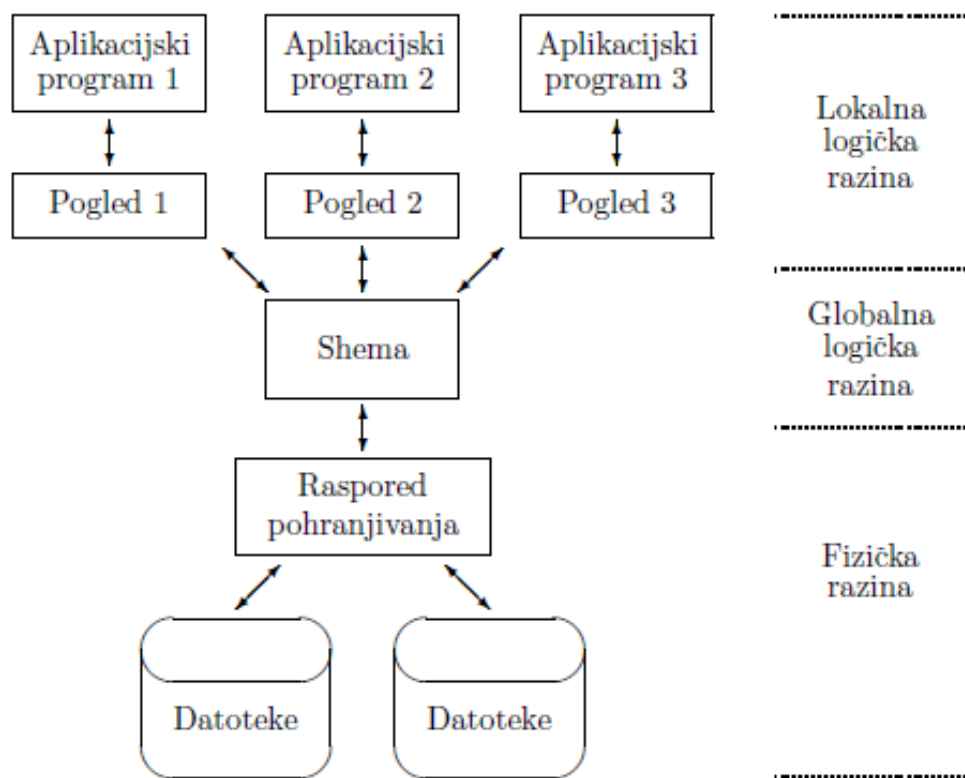 Aplikacijski
program 1
Aplikacijski
program 2
Aplikacijski
program 3
Lokalna
logička
razina
Pogled 1
Pogled 2
Pogled 3
Shema
Globalna
logička
razina
Raspored
pohranjivanja
Fizička
razina
Datoteke
Datoteke